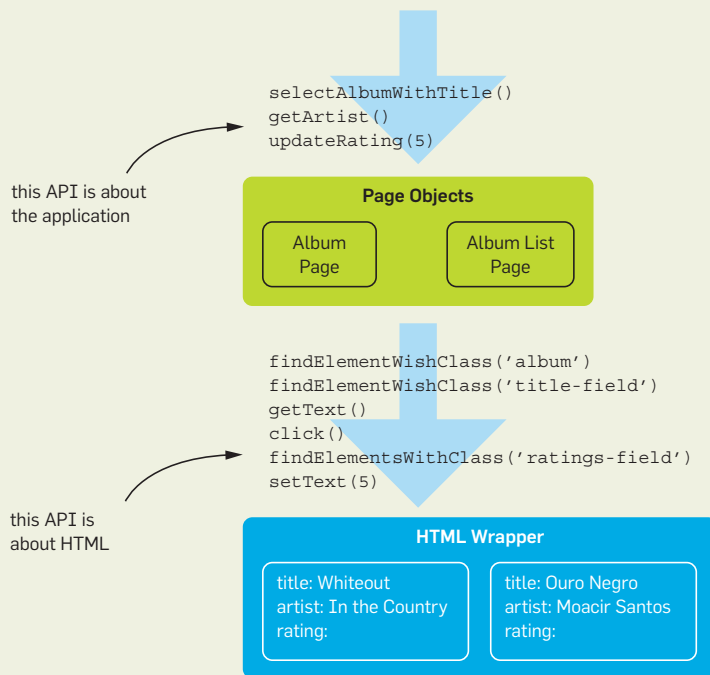 selectAlbumWithTitle()
getArtist()
updateRating(5)
this API is about
the application
Page Objects
Album
Page
Album List
Page
findElementWishClass('album')
findElementWishClass('title-field')
getText()
click()
findElementsWithClass('ratings-field')
setText(5)
this API is
about HTML
HTML Wrapper
title: Whiteout
artist: In the Country
rating:
title: Ouro Negro
artist: Moacir Santos
rating: